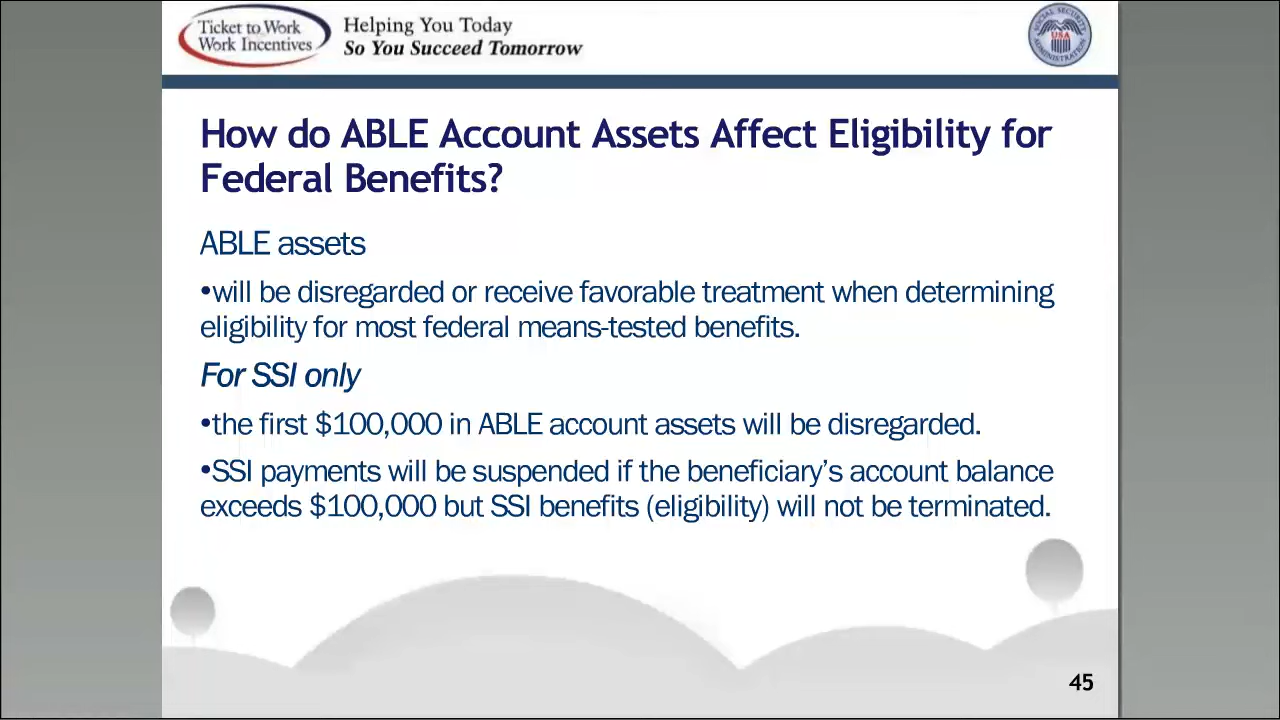 Ticket to Work
Work Incentives
Helping You Today
So You Succeed Tomorrow
SOCIAL SECURITY
USA
ADMINISTRATION
How do ABLE Account Assets Affect Eligibility for
Federal Benefits?
ABLE assets
•will be disregarded or receive favorable treatment when determining
eligibility for most federal means-tested benefits.
For SSI only
•the first $100,000 in ABLE account assets will be disregarded.
•SSI payments will be suspended if the beneficiary’s account balance
exceeds $100,000 but SSI benefits (eligibility) will not be terminated.
45